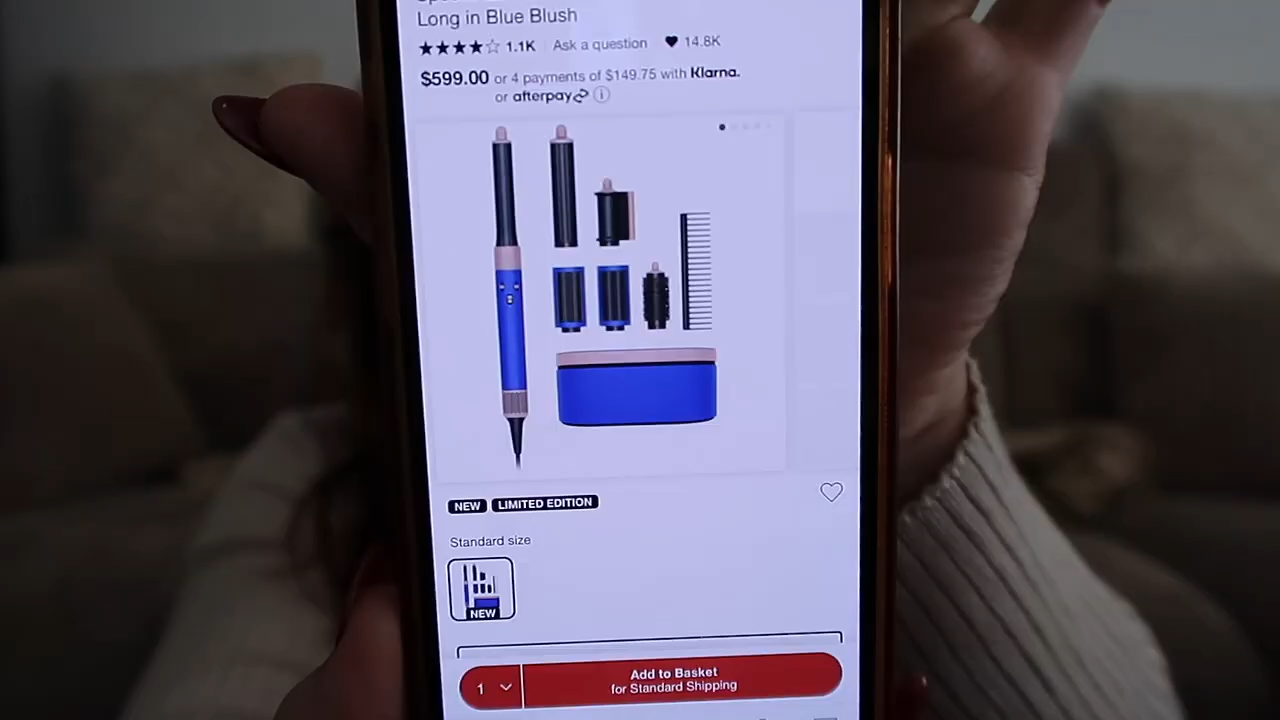 Long in Blue Blush
1.1K Ask a question 14.8K
$599.00 or 4 payments of $149.75 with Klarna.
or afterpay
NEW LIMITED EDITION
Standard size
NEW
1 Add to Basket
for Standard Shipping